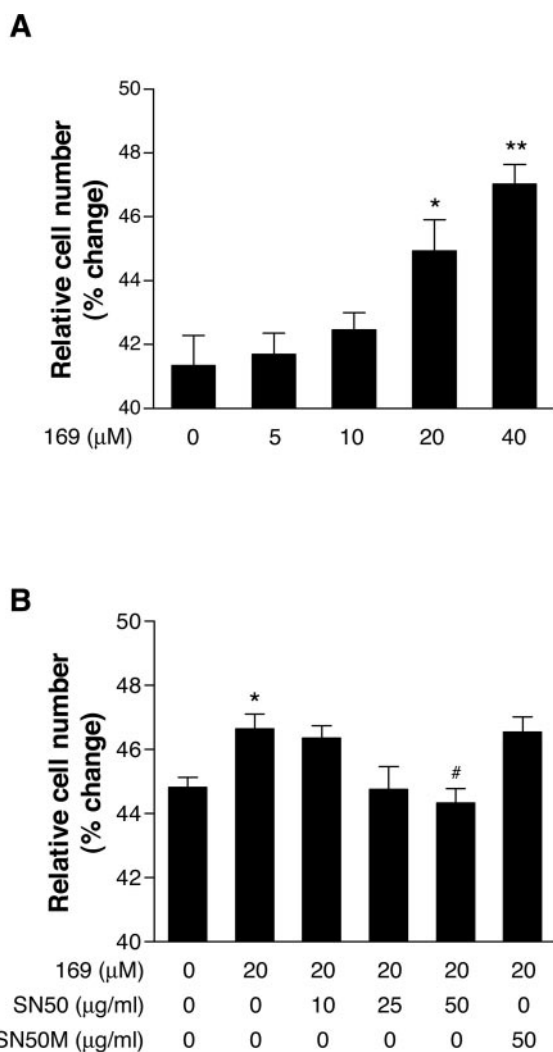 A
Relative cell number
(% change)
50
48
46
44
42
40
*
**
169 (μM) 0 5 10 20 40
B
Relative cell number
(% change)
50
48
46
44
42
40
*
#
169 (μM) 0 20 20 20 20 20
SN50 (μg/ml) 0 0 10 25 50 0
SN50M (μg/ml) 0 0 0 0 0 50